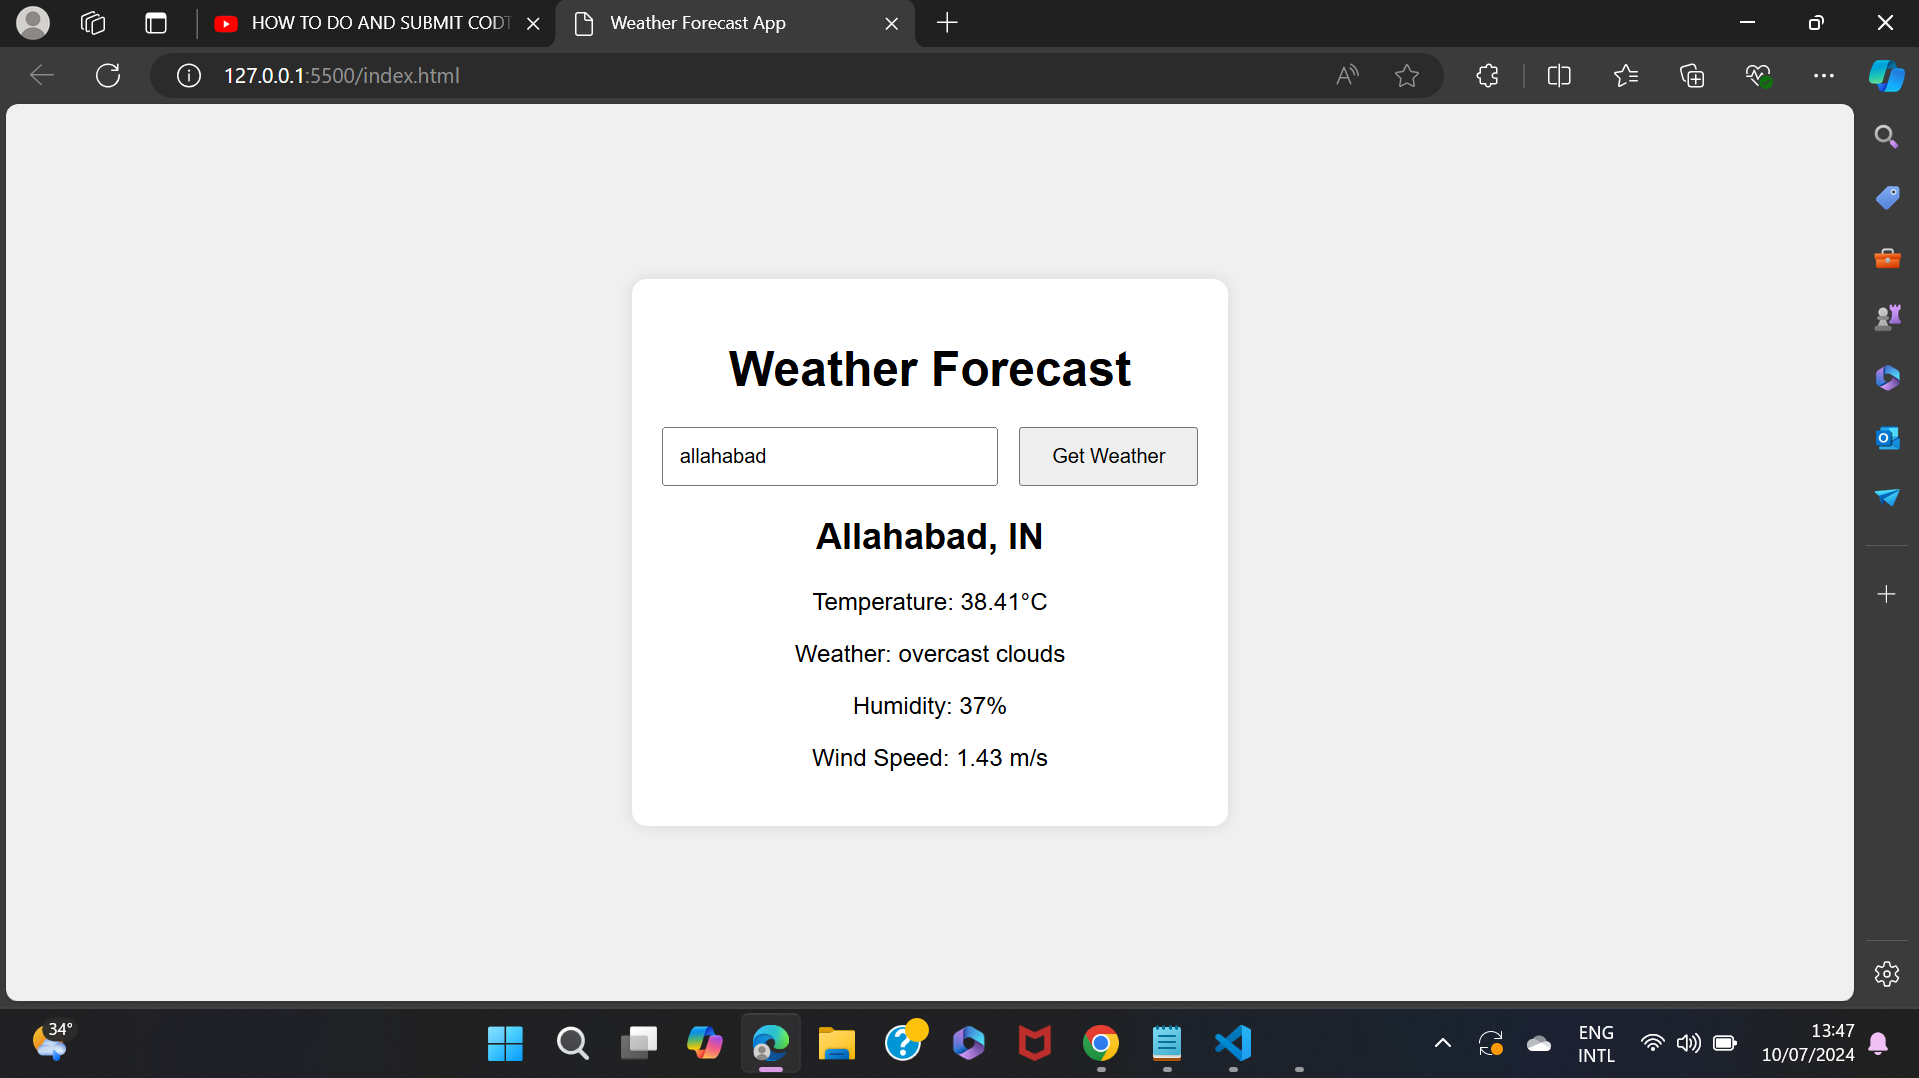 HOW TO DO AND SUBMIT COD
Weather Forecast App
127.0.0.1:5500/index.html
Weather Forecast
allahabad
Get Weather
Allahabad, IN
Temperature: 38.41°C
Weather: overcast clouds
Humidity: 37%
Wind Speed: 1.43 m/s
34°
ENG
INTL
13:47
10/07/2024